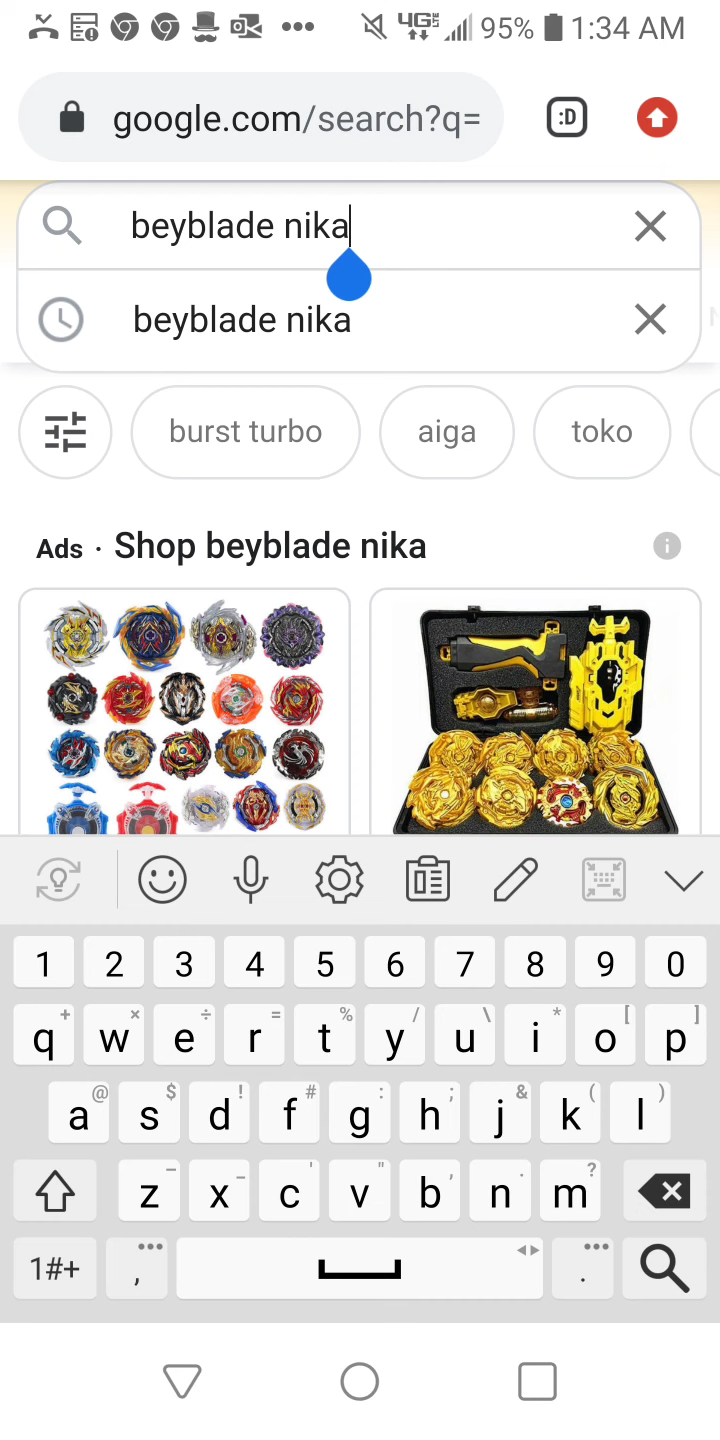 4GE 95% 1:34 AM
google.com/search?q= :D
beyblade nika
beyblade nika
burst turbo aiga toko
Ads · Shop beyblade nika
1 2 3 4 5 6 7 8 9 0
+ × ÷ = % / \ * [ ]
q w e r t y u i o p
@ $ ! # : ; & ( )
a s d f g h j k l
- _ ' " , . ?
z x c v b n m
1#+ , .